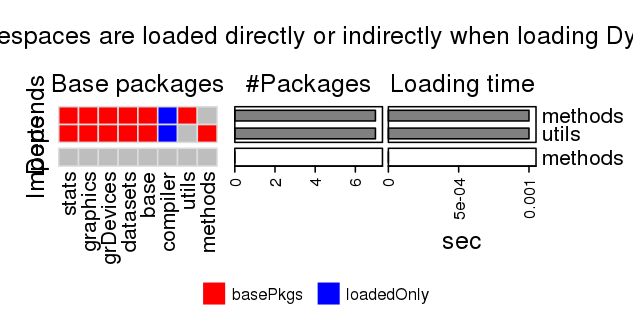 espaces are loaded directly or indirectly when loading Dy
Base packages
#Packages
Loading time
Depends
Imports
methods
utils
methods
stats
graphics
grDevices
datasets
base
compiler
utils
methods
0
2
4
6
0
5e-04
0.001
sec
basePkgs
loadedOnly